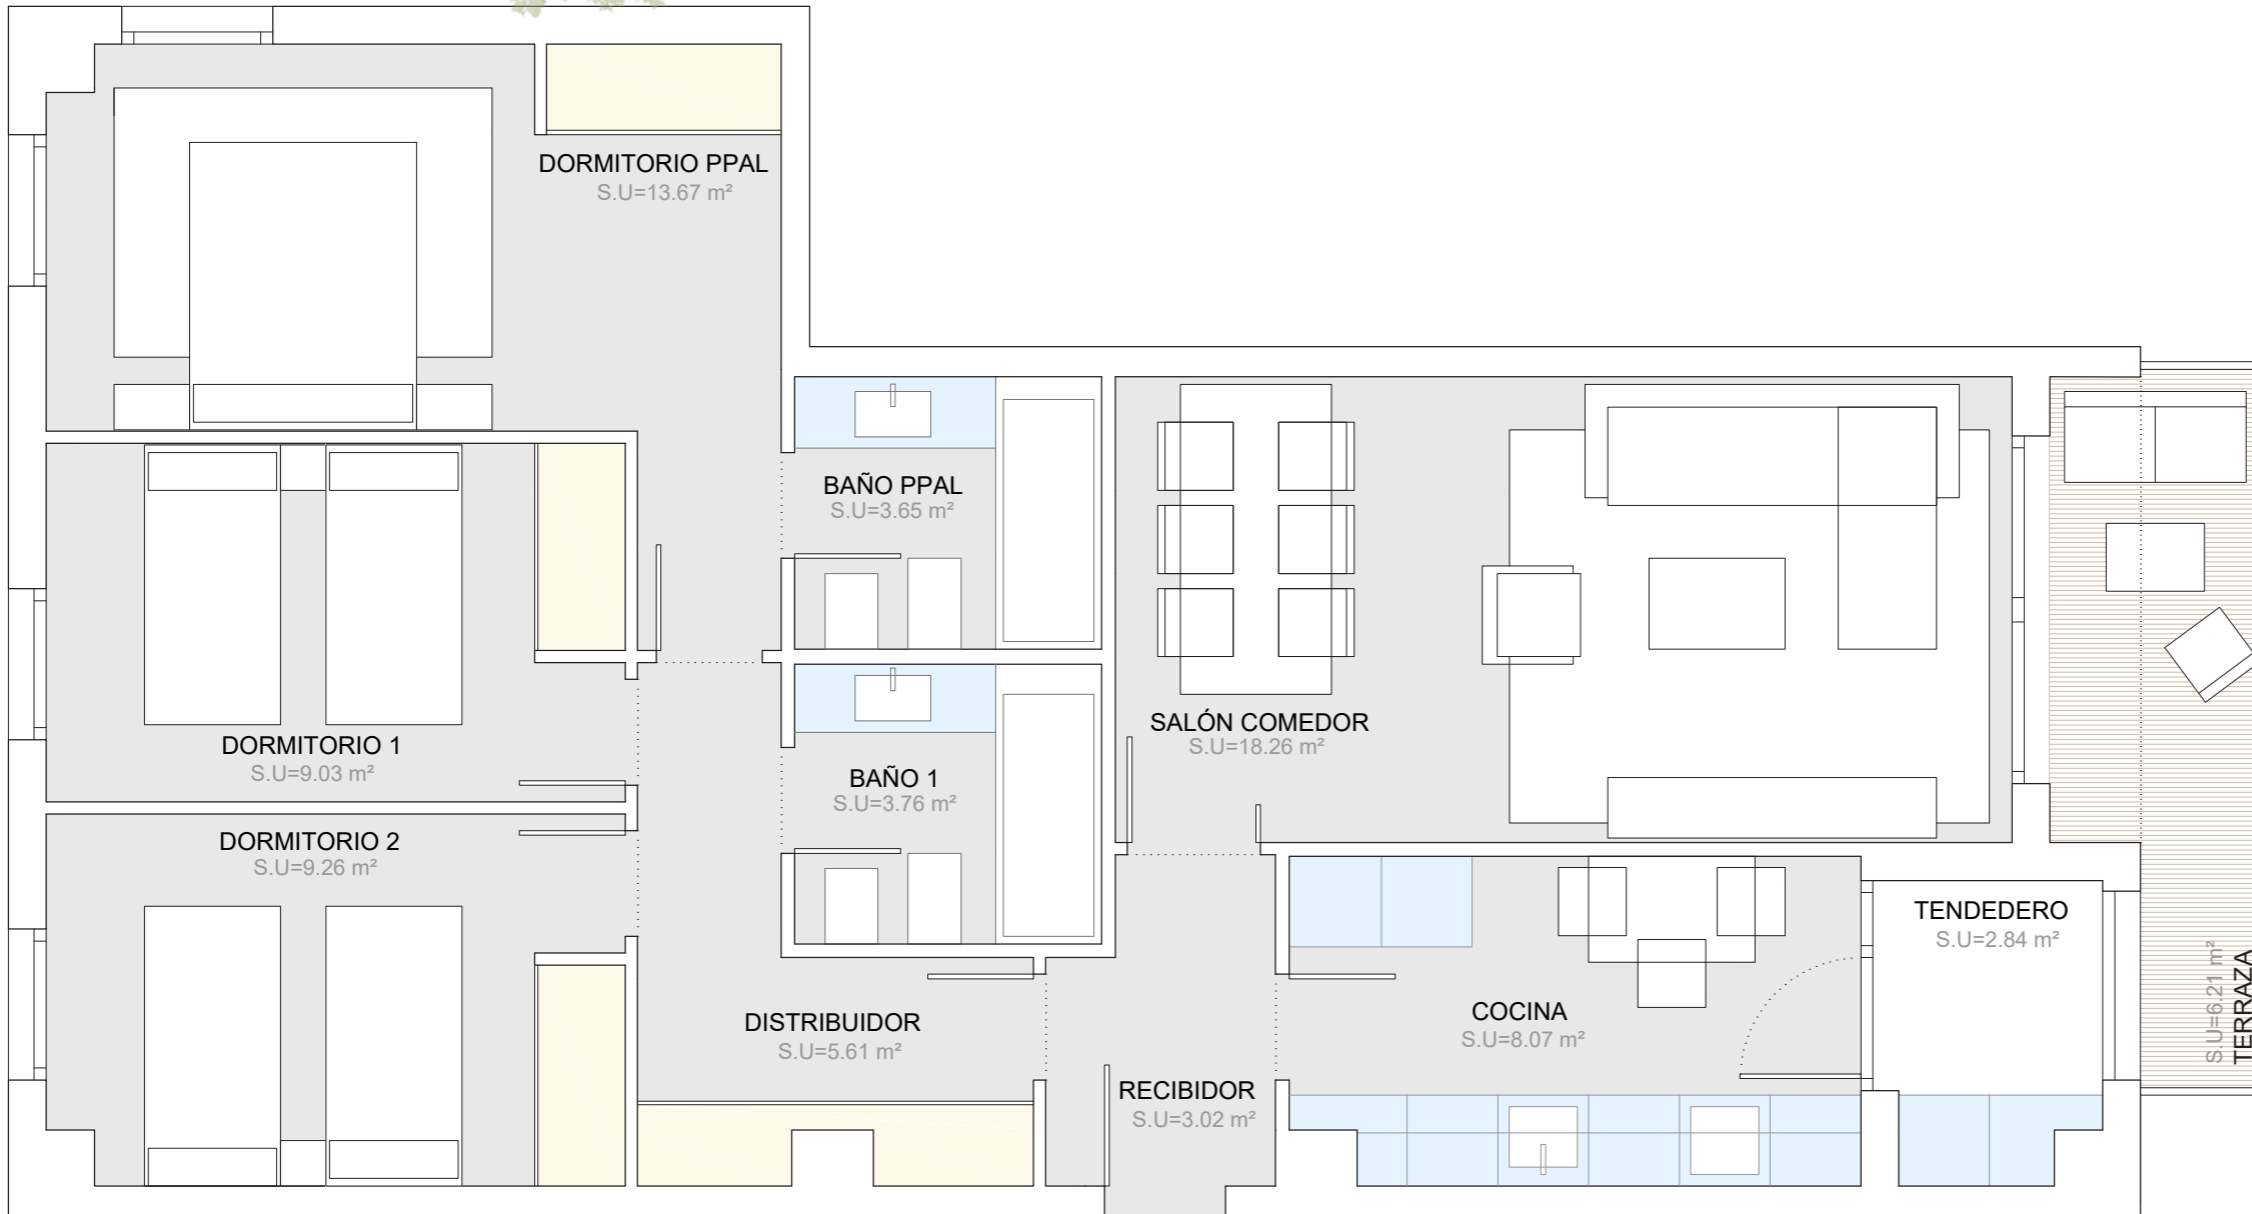 DORMITORIO PPAL
S.U=13.67 m²
BAÑO PPAL
S.U=3.65 m²
SALÓN COMEDOR
S.U=18.26 m²
DORMITORIO 1
S.U=9.03 m²
BAÑO 1
S.U=3.76 m²
DORMITORIO 2
S.U=9.26 m²
TENDEDERO
S.U=2.84 m²
TERRAZA
S.U=6.21 m²
DISTRIBUIDOR
S.U=5.61 m²
COCINA
S.U=8.07 m²
RECIBIDOR
S.U=3.02 m²